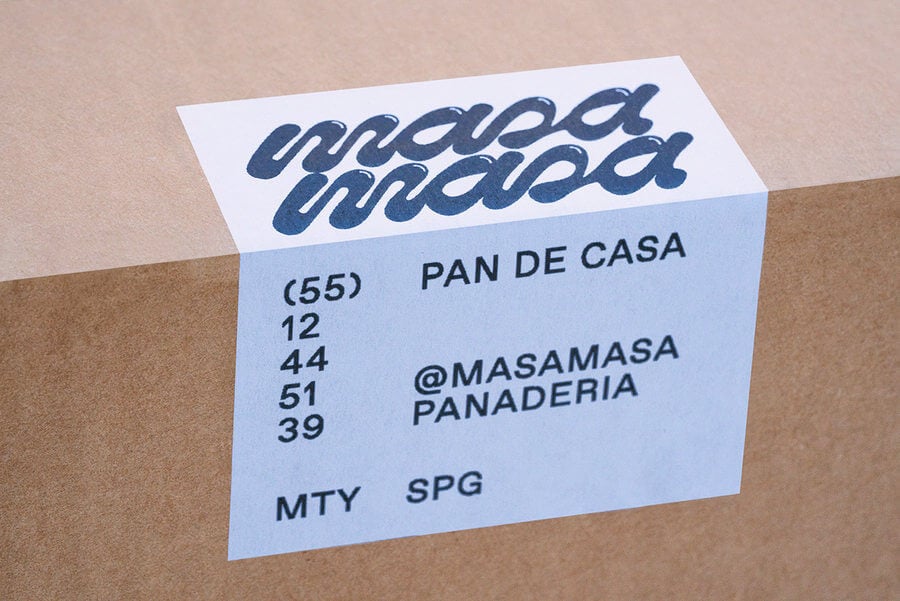 masa
masa
(55) PAN DE CASA
12
44
51 @MASAMASA
39 PANADERIA
MTY SPG